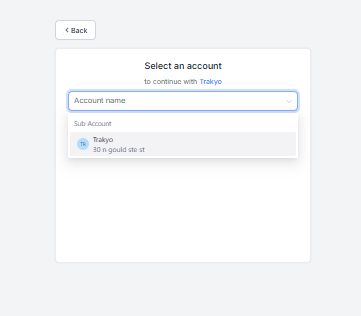 Back
Select an account
to continue with Trakyo
Account name
Sub-Account
TR
Trakyo
30 n gould ste st